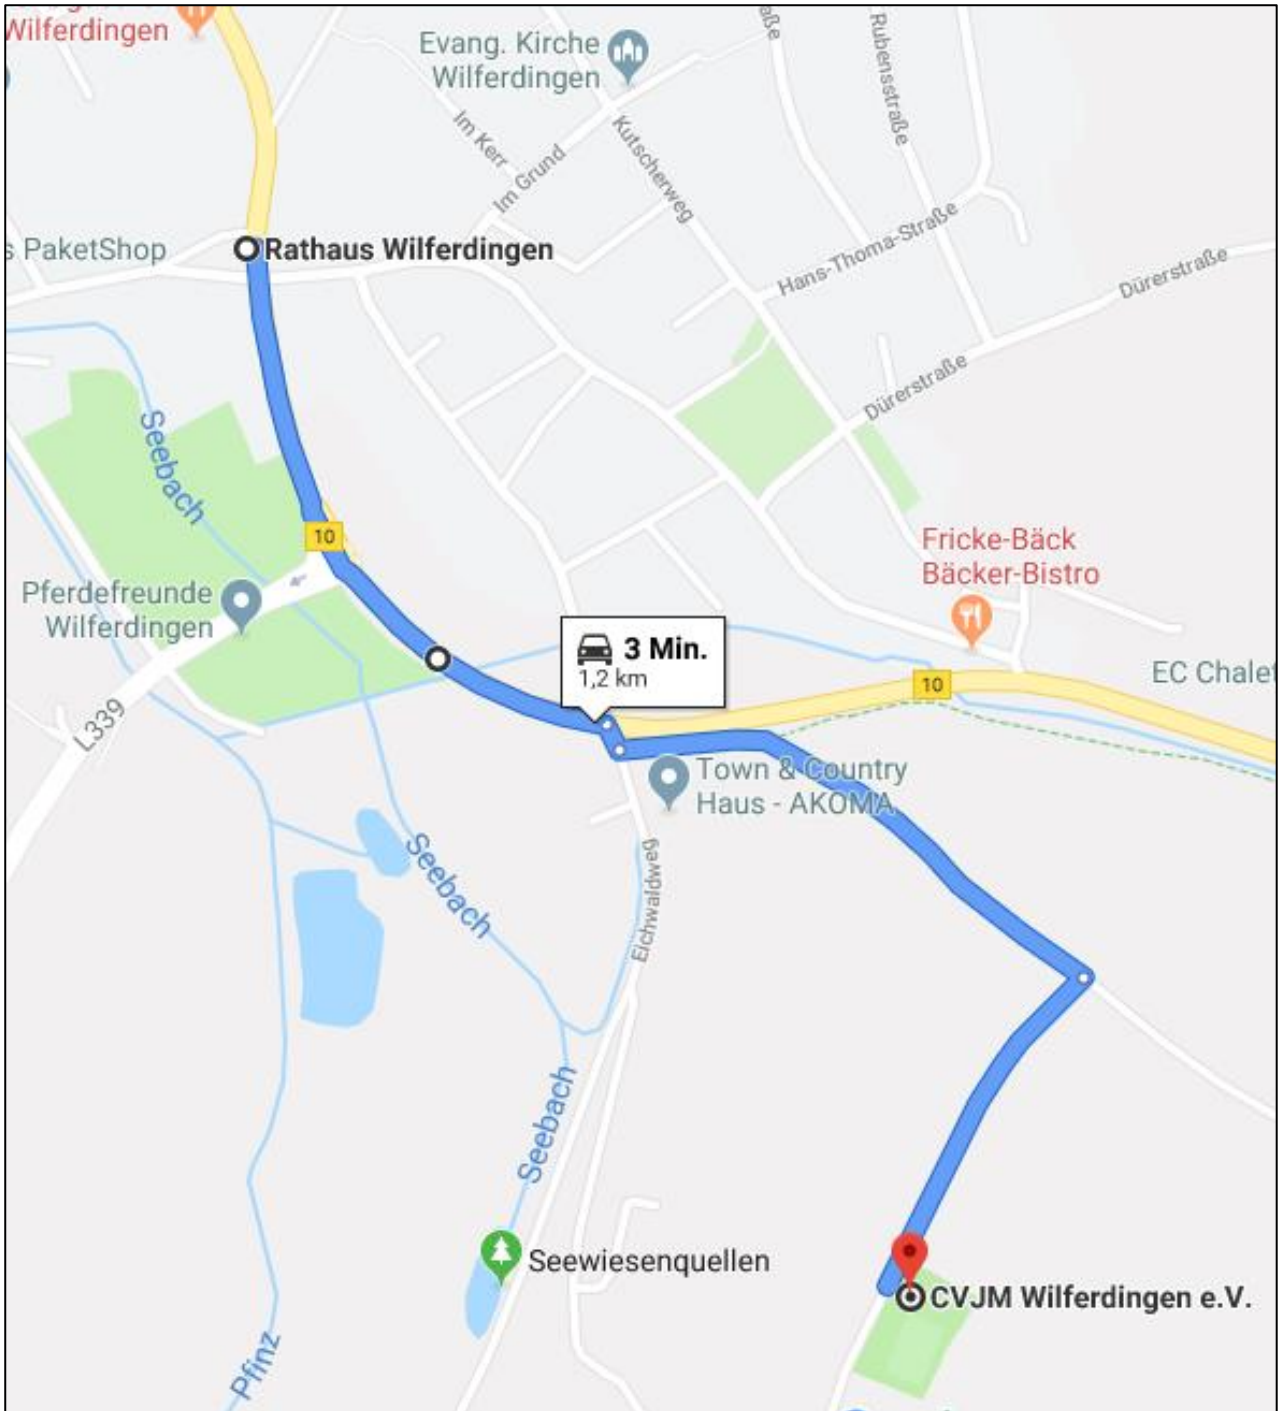 Wilferdingen
Evang. Kirche
Wilferdingen
aße
Rubensstraße
Im Kerr
Im Grund
Kutscherweg
s PaketShop
Rathaus Wilferdingen
Hans-Thoma-Straße
Dürerstraße
Dürerstraße
Seebach
10
Fricke-Bäck
Bäcker-Bistro
Pferdefreunde
Wilferdingen
3 Min.
1,2 km
10
EC Chalet
L339
Town & Country
Haus - AKOMA
Seebach
Eichwaldweg
Seebach
Seewiesenquellen
CVJM Wilferdingen e.V.
Pfinz